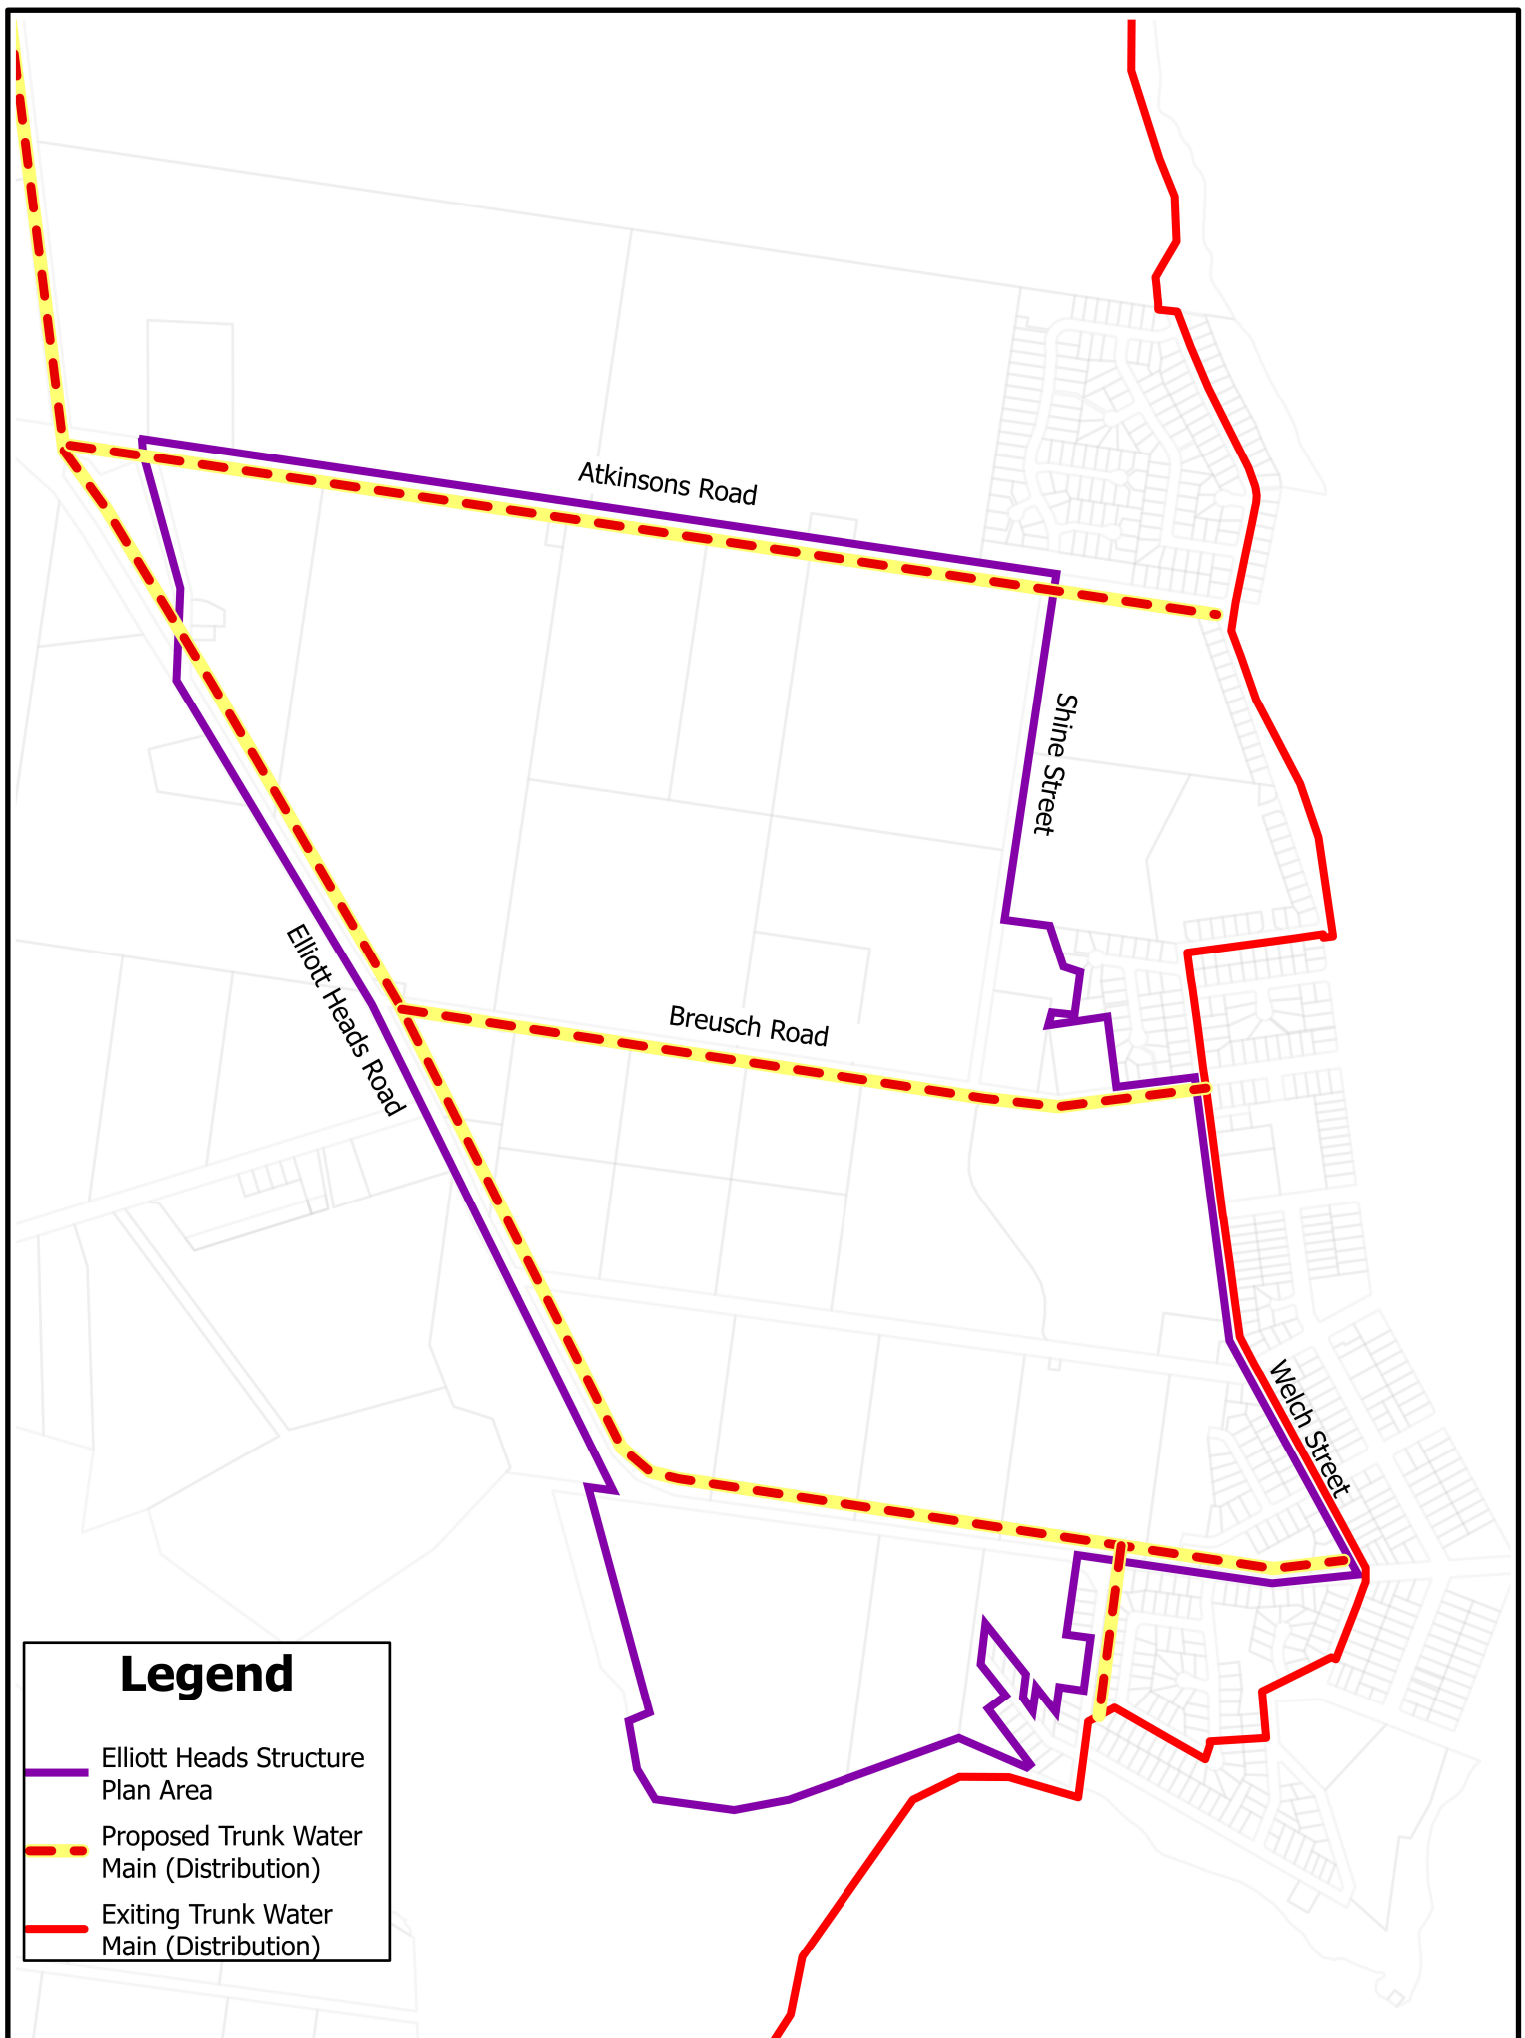 Atkinsons Road
Shine Street
Elliott Heads Road
Breusch Road
Welch Street
Legend
Elliott Heads Structure
Plan Area
Proposed Trunk Water
Main (Distribution)
Exiting Trunk Water
Main (Distribution)